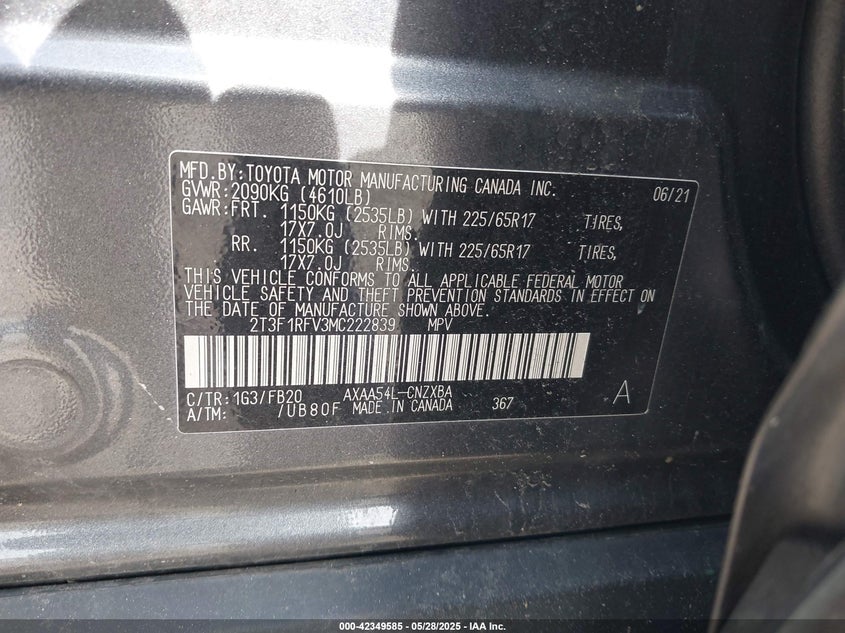 MFD.BY:TOYOTA MOTOR MANUFACTURING CANADA INC. 06/21
GVWR:2090KG (4610LB)
GAWR:FRT. 1150KG (2535LB) WITH 225/65R17 TIRES,
17X7.0J RIMS.
RR. 1150KG (2535LB) WITH 225/65R17 TIRES,
17X7.0J RIMS.
THIS VEHICLE CONFORMS TO ALL APPLICABLE FEDERAL MOTOR
VEHICLE SAFETY AND THEFT PREVENTION STANDARDS IN EFFECT ON
THE DATE OF MANUFACTURE SHOWN ABOVE.
2T3F1RFV3MC222839 MPV
C/TR:1G3/FB20 AXAA54L-CNZXBA
A/TM: /UB80F MADE IN CANADA 367 A
000-42349585 - 05/28/2025 - IAA Inc.